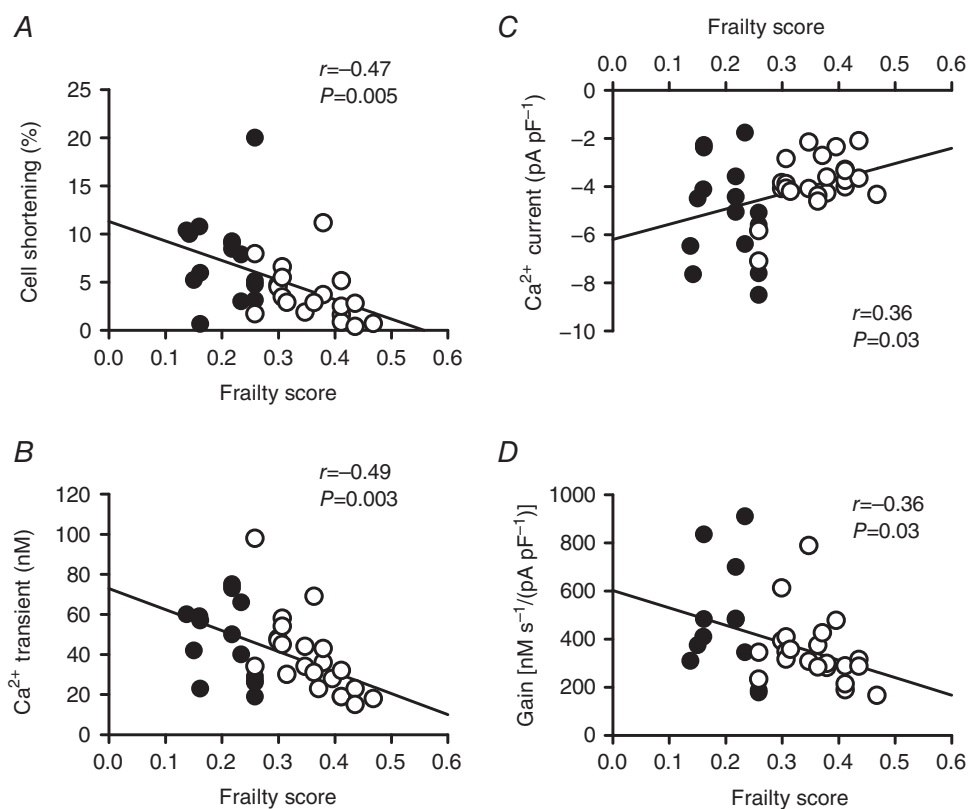 A
r=−0.47
P=0.005
25
20
15
10
5
0
Cell shortening (%)
0.0 0.1 0.2 0.3 0.4 0.5 0.6
Frailty score
C
Frailty score
0.0 0.1 0.2 0.3 0.4 0.5 0.6
0
−2
−4
−6
−8
−10
Ca²⁺ current (pA pF⁻¹)
r=0.36
P=0.03
B
r=−0.49
P=0.003
120
100
80
60
40
20
0
Ca²⁺ transient (nM)
0.0 0.1 0.2 0.3 0.4 0.5 0.6
Frailty score
D
r=−0.36
P=0.03
1000
800
600
400
200
0
Gain [nM s⁻¹/(pA pF⁻¹)]
0.0 0.1 0.2 0.3 0.4 0.5 0.6
Frailty score